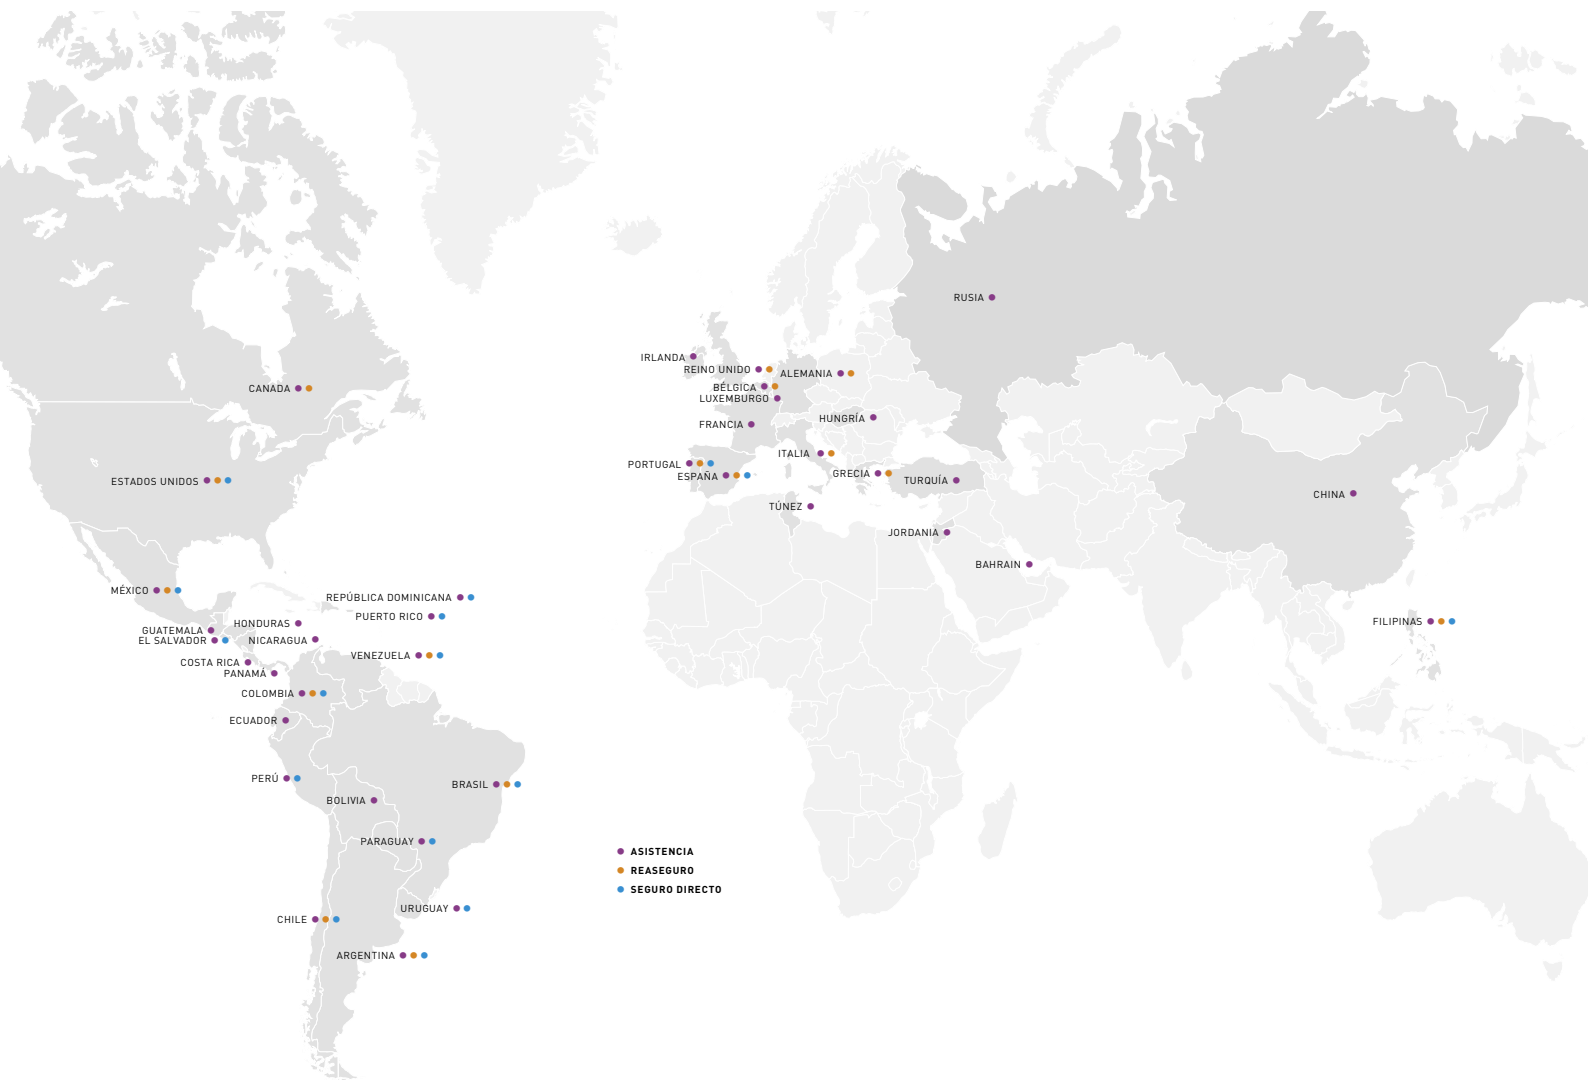 RUSIA
IRLANDA
REINO UNIDO
ALEMANIA
BÉLGICA
CANADA
LUXEMBURGO
HUNGRÍA
FRANCIA
ITALIA
PORTUGAL
GRECIA
ESPAÑA
ESTADOS UNIDOS
TURQUÍA
CHINA
TÚNEZ
JORDANIA
BAHRAIN
MÉXICO
REPÚBLICA DOMINICANA
PUERTO RICO
FILIPINAS
HONDURAS
GUATEMALA
EL SALVADOR
NICARAGUA
VENEZUELA
COSTA RICA
PANAMÁ
COLOMBIA
ECUADOR
PERÚ
BRASIL
BOLIVIA
PARAGUAY
ASISTENCIA
REASEGURO
SEGURO DIRECTO
URUGUAY
CHILE
ARGENTINA